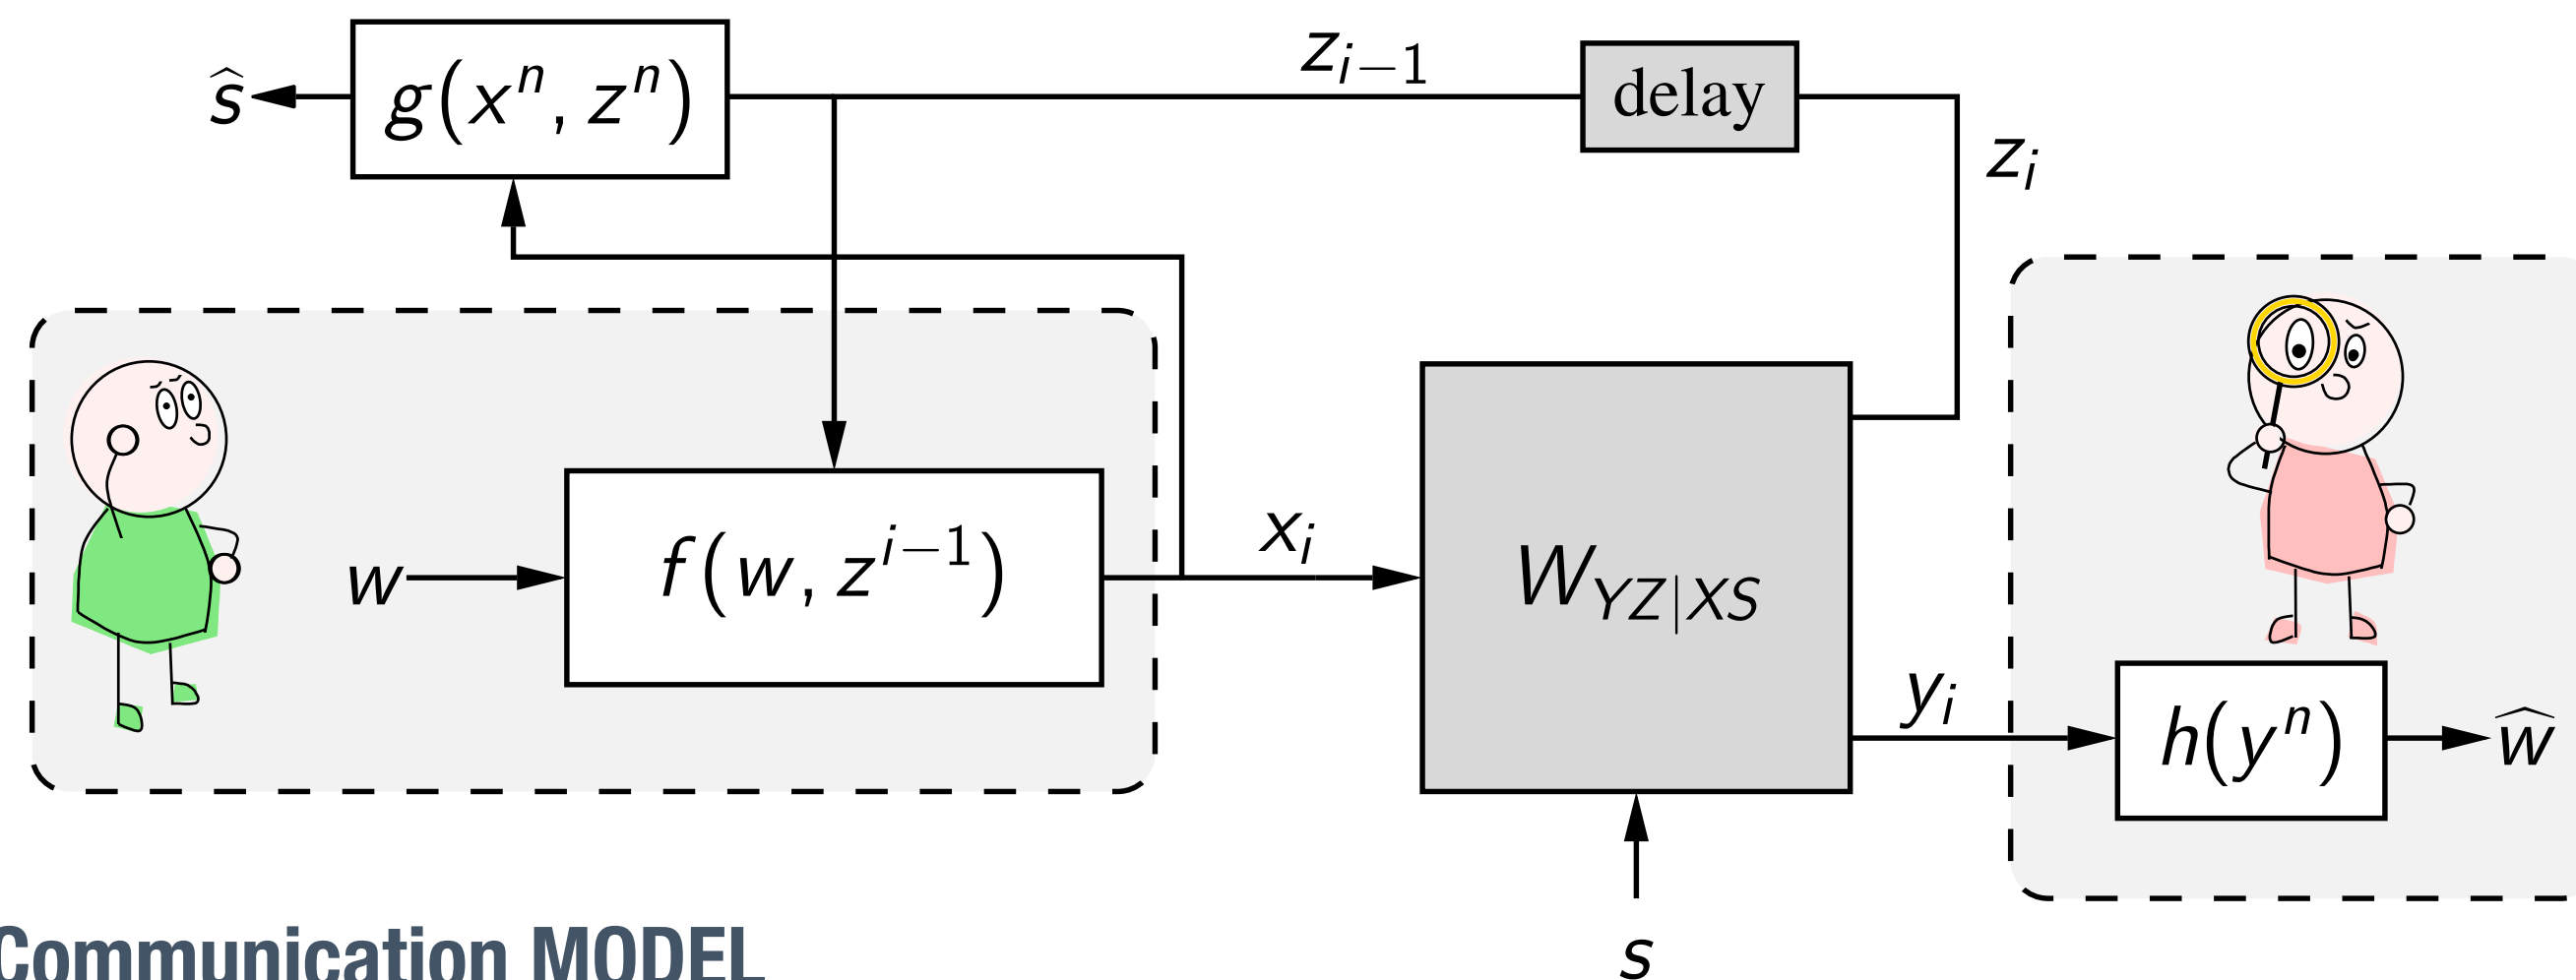 z_{i−1}
ŝ
g(x^n, z^n)
delay
z_i
w
f(w, z^{i−1})
x_i
W_{YZ|XS}
y_i
h(y^n)
ŵ
s
Communication MODEL